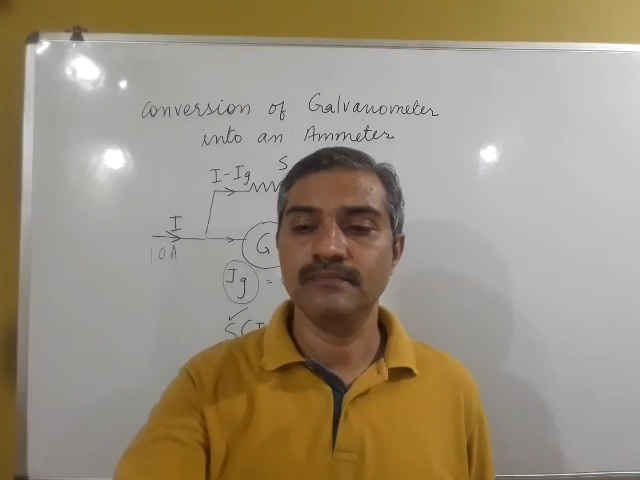 Conversion of Galvanometer
into an Ammeter
S
I - Ig
I
10A
G
Ig =
S(I